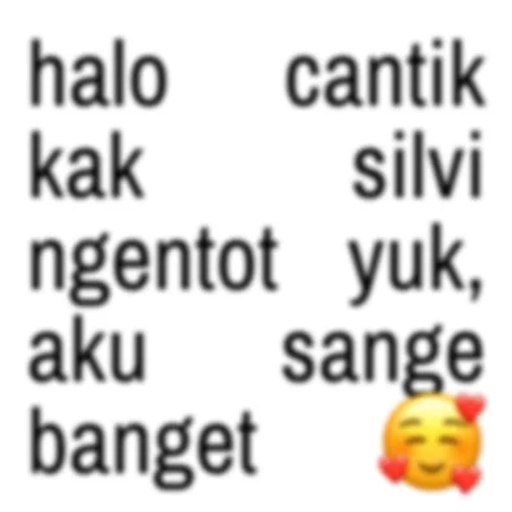 halo cantik
kak silvi
ngentot yuk,
aku sange
banget 🥰